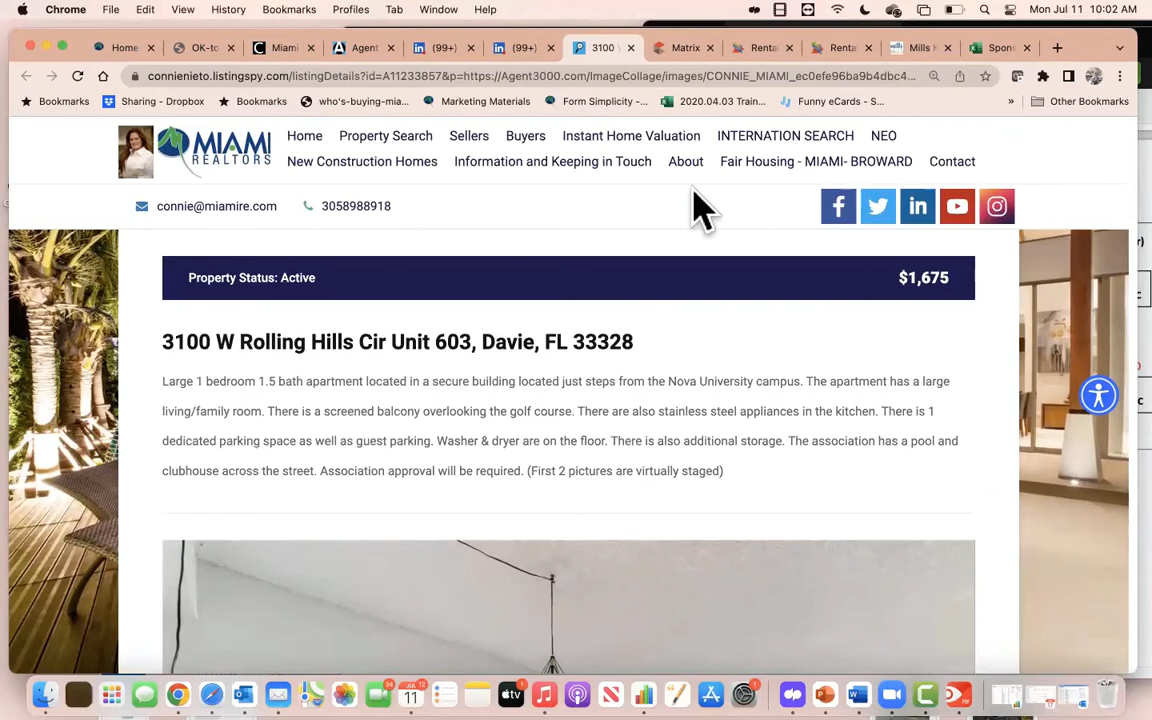 Chrome File Edit View History Bookmarks Profiles Tab Window Help Mon Jul 11 10:02 AM
Home OK-to Miami Agent (99+) (99+) 3100 W Matrix Rental Renta Mills H Spons
connienieto.listingspy.com/listingDetails?id=A11233857&p=https://Agent3000.com/ImageCollage/images/CONNIE_MIAMI_ec0efe96ba9b4dbc4...
Bookmarks Sharing - Dropbox Bookmarks who's-buying-mia... Marketing Materials Form Simplicity -... 2020.04.03 Train... Funny eCards - S... » Other Bookmarks
MIAMI REALTORS
Home Property Search Sellers Buyers Instant Home Valuation INTERNATION SEARCH NEO
New Construction Homes Information and Keeping in Touch About Fair Housing - MIAMI- BROWARD Contact
connie@miamire.com 3058988918
Property Status: Active $1,675
3100 W Rolling Hills Cir Unit 603, Davie, FL 33328
Large 1 bedroom 1.5 bath apartment located in a secure building located just steps from the Nova University campus. The apartment has a large
living/family room. There is a screened balcony overlooking the golf course. There are also stainless steel appliances in the kitchen. There is 1
dedicated parking space as well as guest parking. Washer & dryer are on the floor. There is also additional storage. The association has a pool and
clubhouse across the street. Association approval will be required. (First 2 pictures are virtually staged)